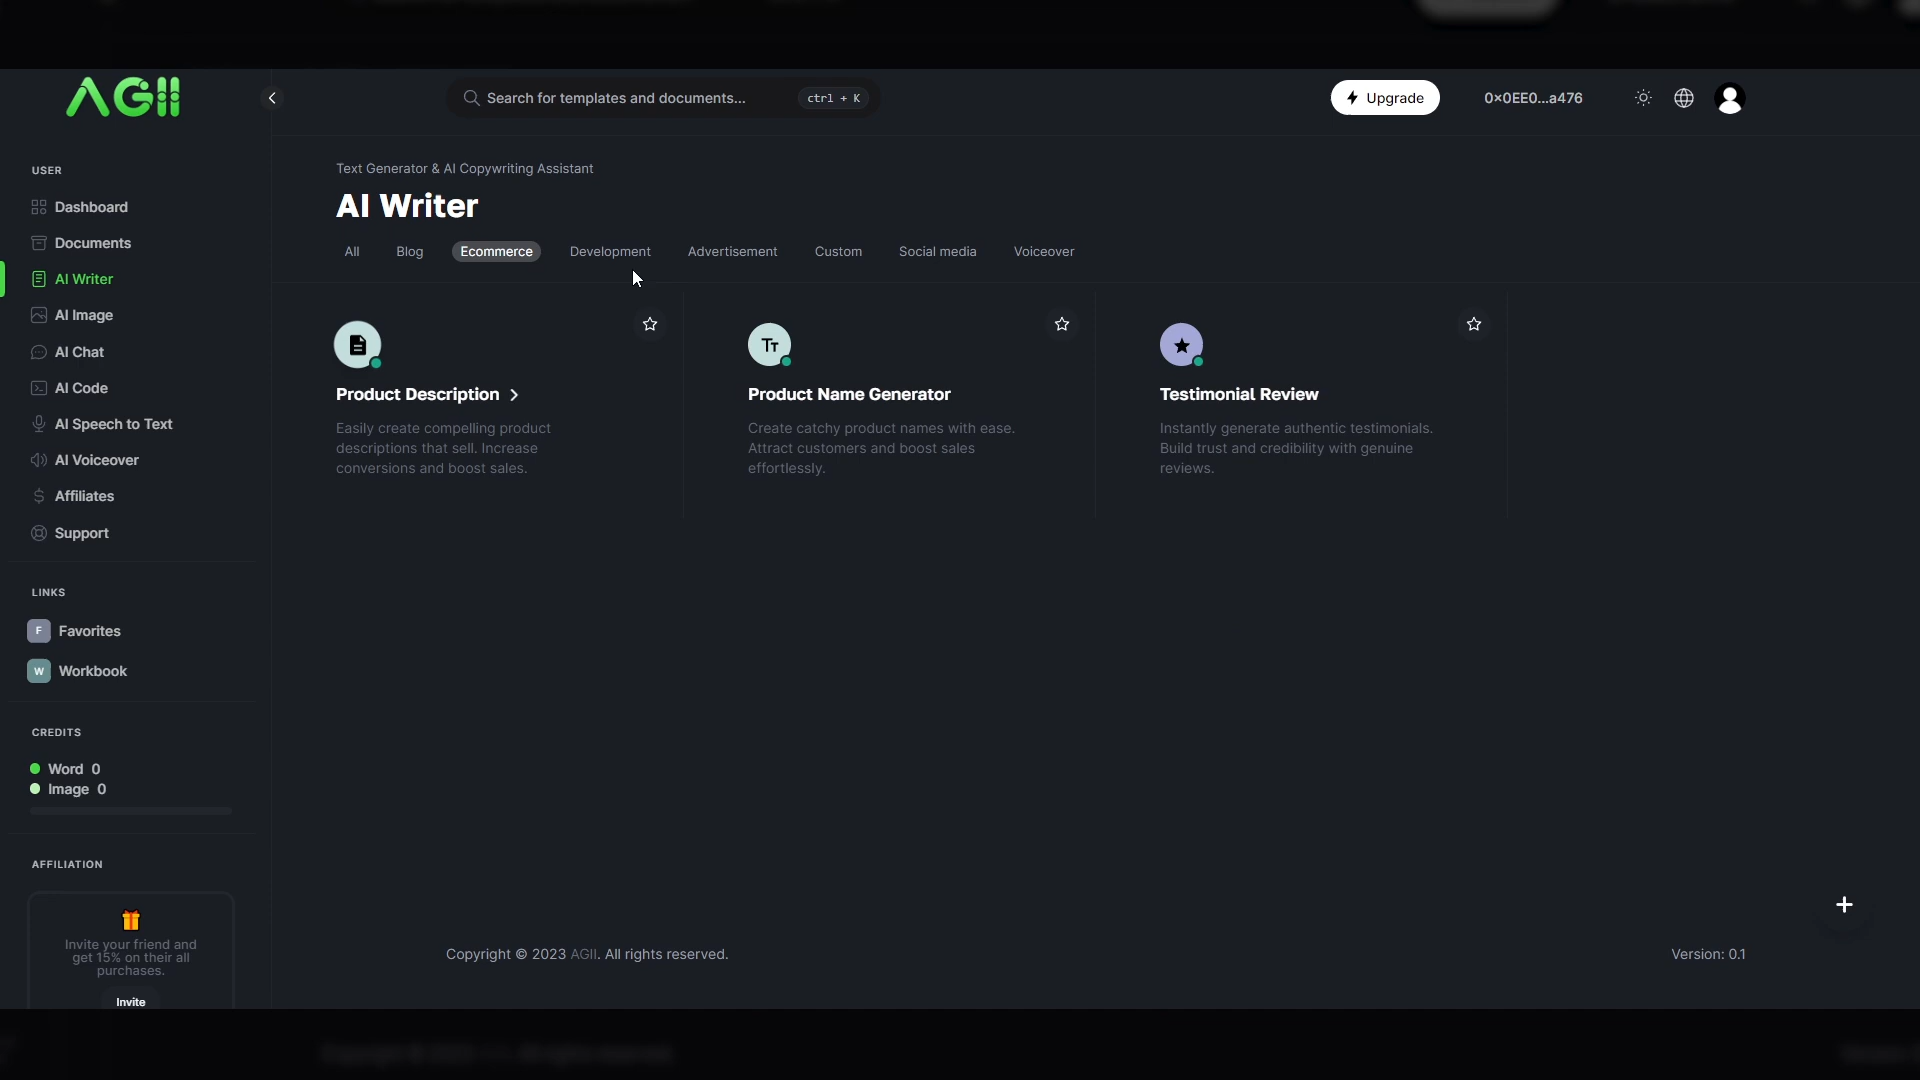 AGII
Search for templates and documents...
ctrl + K
Upgrade
0x0EE0...a476
USER
Dashboard
Documents
AI Writer
AI Image
AI Chat
AI Code
AI Speech to Text
AI Voiceover
Affiliates
Support
LINKS
F Favorites
W Workbook
CREDITS
Word 0
Image 0
AFFILIATION
Invite your friend and
get 15% on their all
purchases.
Invite
Text Generator & AI Copywriting Assistant
AI Writer
All
Blog
Ecommerce
Development
Advertisement
Custom
Social media
Voiceover
Product Description
Easily create compelling product
descriptions that sell. Increase
conversions and boost sales.
Tт
Product Name Generator
Create catchy product names with ease.
Attract customers and boost sales
effortlessly.
Testimonial Review
Instantly generate authentic testimonials.
Build trust and credibility with genuine
reviews.
Copyright © 2023 AGII. All rights reserved.
Version: 0.1